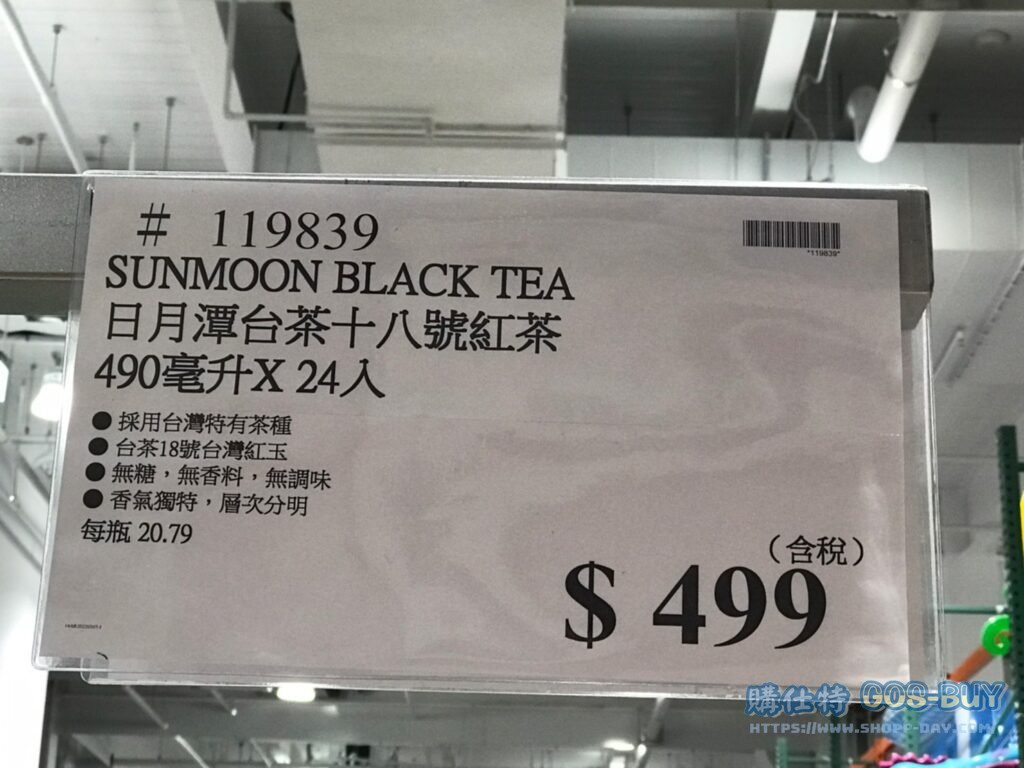 # 119839
*119839*
SUNMOON BLACK TEA
日月潭台茶十八號紅茶
490毫升X 24入
● 採用台灣特有茶種
● 台茶18號台灣紅玉
● 無糖，無香料，無調味
● 香氣獨特，層次分明
每瓶 20.79
（含稅）
$ 499
購仕特 GOS-BUY
HTTPS://WWW.SHOPP-DAY.COM/